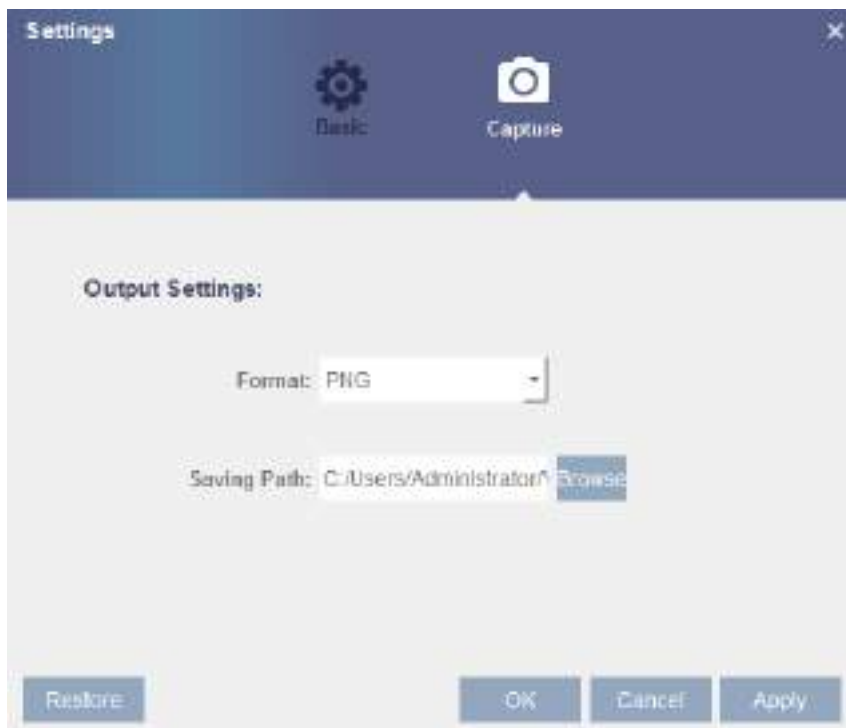 Settings
Basic
Capture
Output Settings:
Format: PNG
Saving Path: C:/Users/Administrator/ Browse
Restore
OK
Cancel
Apply